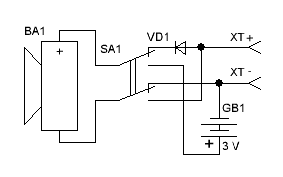 BA1
SA1
VD1
XT+
+
XT-
GB1
+
3 V